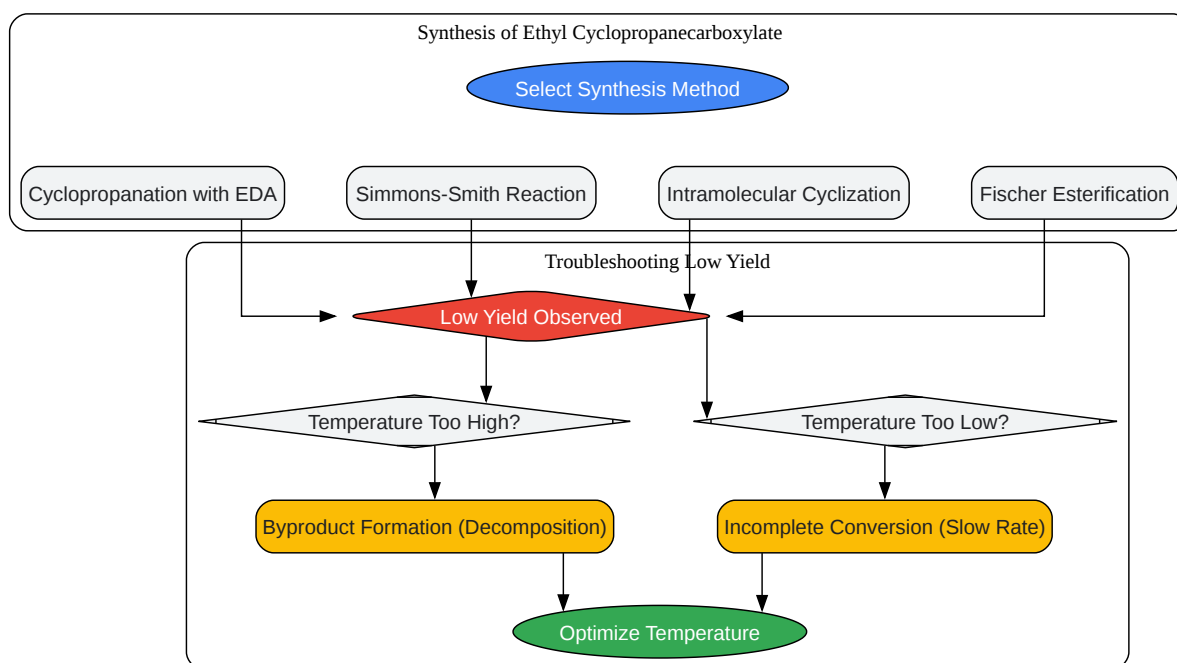 Synthesis of Ethyl Cyclopropanecarboxylate
Select Synthesis Method
Cyclopropanation with EDA
Simmons-Smith Reaction
Intramolecular Cyclization
Fischer Esterification
Troubleshooting Low Yield
Low Yield Observed
Temperature Too High?
Temperature Too Low?
Byproduct Formation (Decomposition)
Incomplete Conversion (Slow Rate)
Optimize Temperature